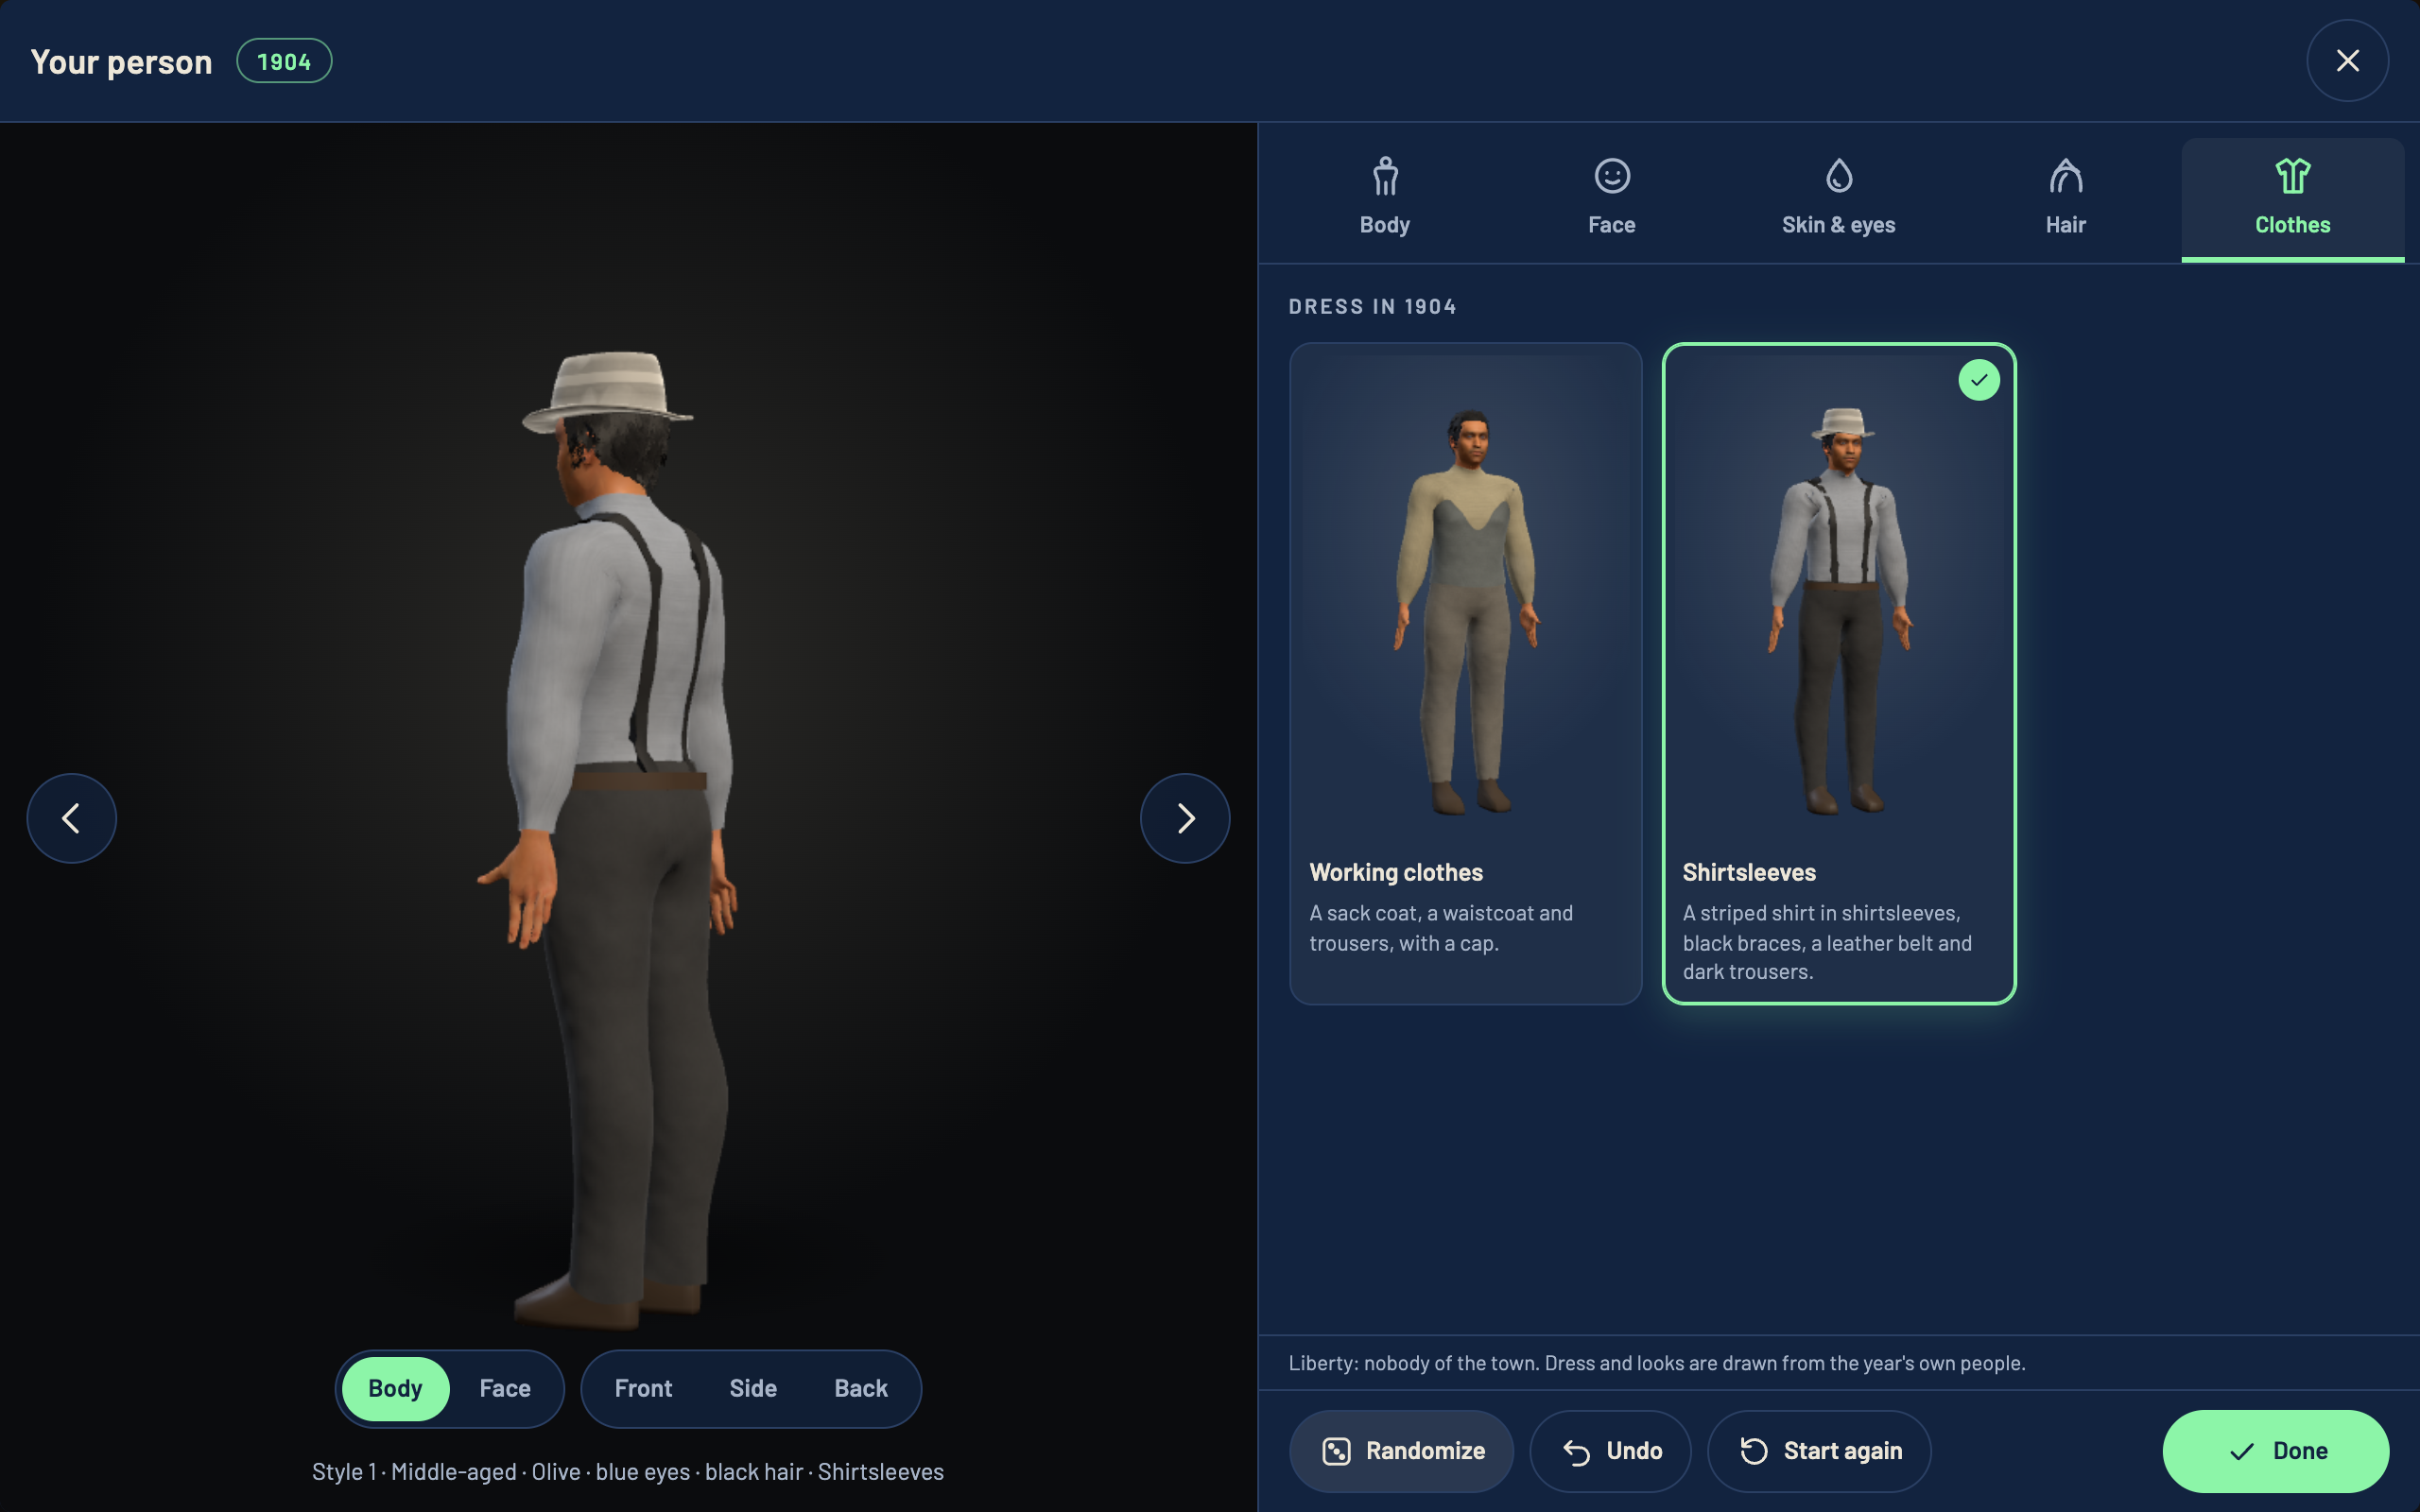 Your person
1904
Body
Face
Skin & eyes
Hair
Clothes
DRESS IN 1904
Working clothes
A sack coat, a waistcoat and
trousers, with a cap.
Shirtsleeves
A striped shirt in shirtsleeves,
black braces, a leather belt and
dark trousers.
Body
Face
Front
Side
Back
Style 1 · Middle-aged · Olive · blue eyes · black hair · Shirtsleeves
Liberty: nobody of the town. Dress and looks are drawn from the year's own people.
Randomize
Undo
Start again
Done